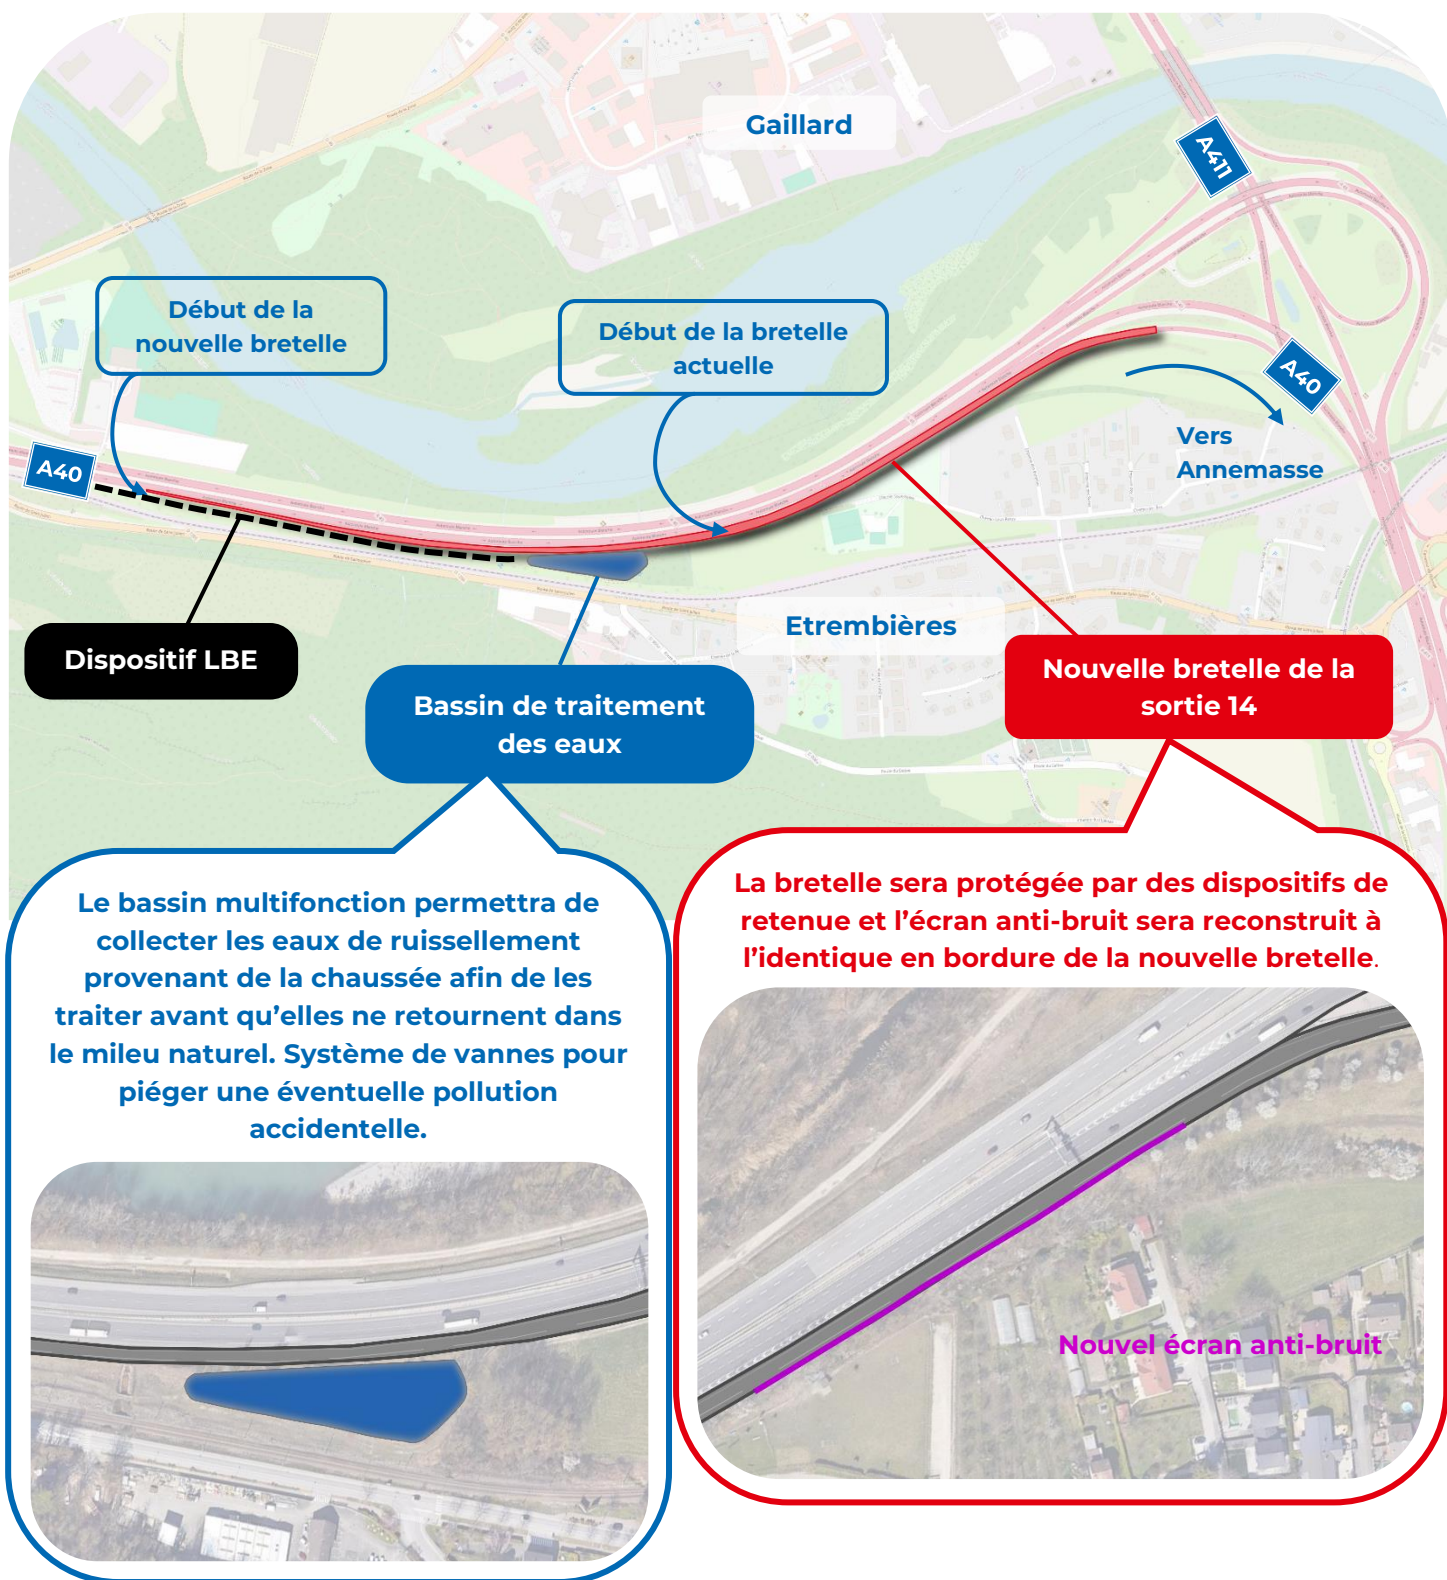 Gaillard
A411
Début de la
nouvelle bretelle
Début de la bretelle
actuelle
A40
A40
Vers
Annemasse
Dispositif LBE
Etrembières
Bassin de traitement
des eaux
Nouvelle bretelle de la
sortie 14
Le bassin multifonction permettra de
collecter les eaux de ruissellement
provenant de la chaussée afin de les
traiter avant qu’elles ne retournent dans
le mileu naturel. Système de vannes pour
piéger une éventuelle pollution
accidentelle.
La bretelle sera protégée par des dispositifs de
retenue et l’écran anti-bruit sera reconstruit à
l’identique en bordure de la nouvelle bretelle.
Nouvel écran anti-bruit